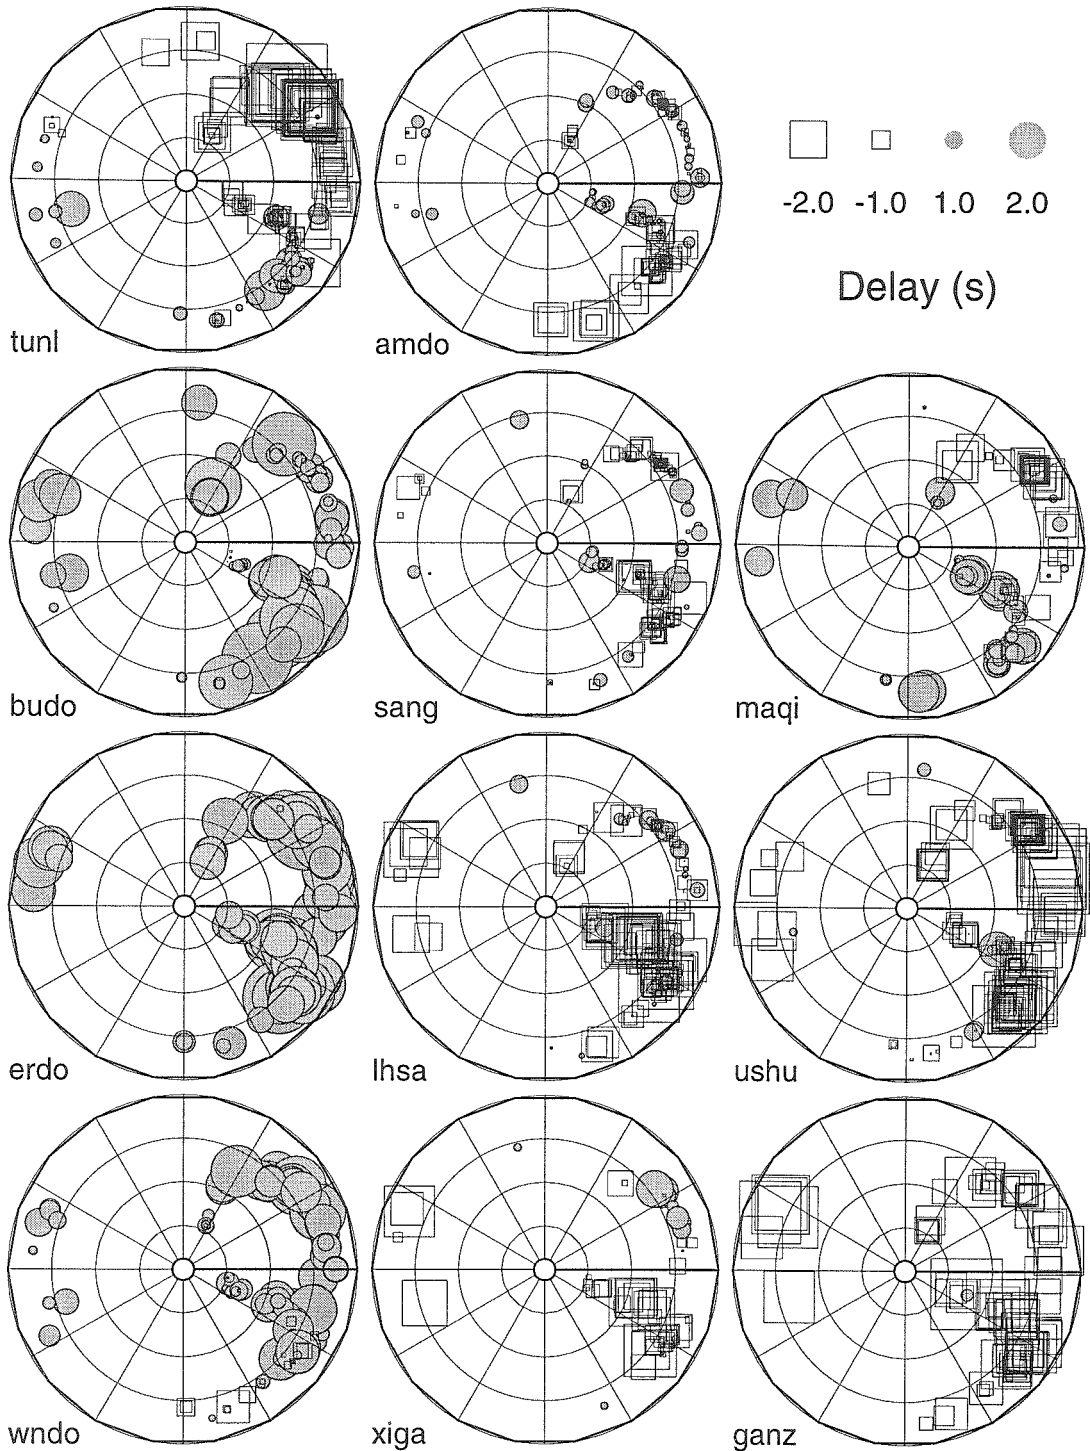 -2.0 -1.0 1.0 2.0
Delay (s)
tunl
amdo
budo
sang
maqi
erdo
lhsa
ushu
wndo
xiga
ganz